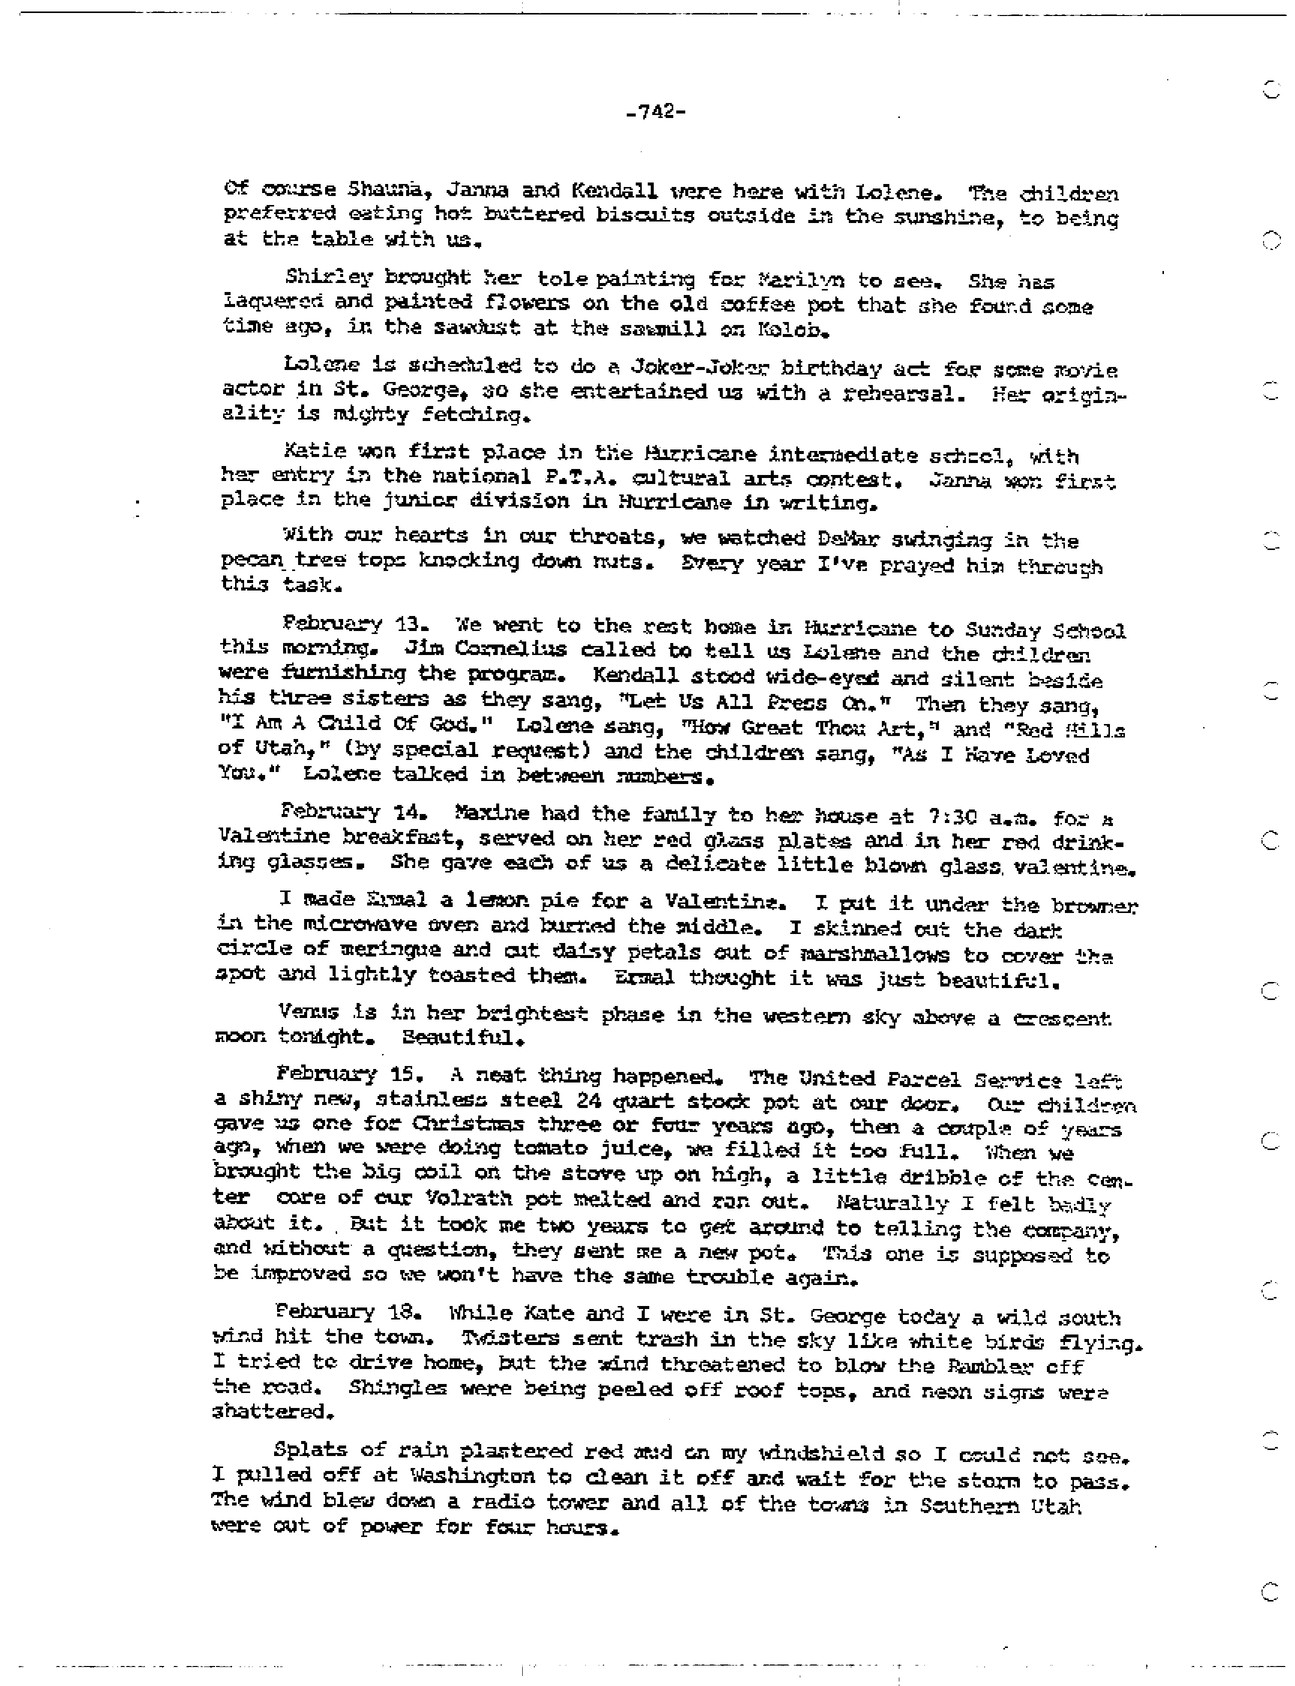 -742-
Of course Shauna, Janna and Kendall were here with Lolene. The children
preferred eating hot buttered biscuits outside in the sunshine, to being
at the table with us.
Shirley brought her tole painting for Marilyn to see. She has
laquered and painted flowers on the old coffee pot that she found some
time ago, in the sawdust at the sawmill on Kolob.
Lolene is scheduled to do a Joker-Joker birthday act for some movie
actor in St. George, so she entertained us with a rehearsal. Her origin-
ality is mighty fetching.
Katie won first place in the Hurricane intermediate school, with
her entry in the national P.T.A. cultural arts contest. Janna won first
place in the junior division in Hurricane in writing.
With our hearts in our throats, we watched DeMar swinging in the
pecan tree tops knocking down nuts. Every year I've prayed him through
this task.
February 13. We went to the rest home in Hurricane to Sunday School
this morning. Jim Cornelius called to tell us Lolene and the children
were furnishing the program. Kendall stood wide-eyed and silent beside
his three sisters as they sang, "Let Us All Press On." Then they sang,
"I Am A Child Of God." Lolene sang, "How Great Thou Art," and "Red Hills
of Utah," (by special request) and the children sang, "As I Have Loved
You." Lolene talked in between numbers.
February 14. Maxine had the family to her house at 7:30 a.m. for a
Valentine breakfast, served on her red glass plates and in her red drink-
ing glasses. She gave each of us a delicate little blown glass valentine.
I made Ermal a lemon pie for a Valentine. I put it under the browner
in the microwave oven and burned the middle. I skinned out the dark
circle of meringue and cut daisy petals out of marshmallows to cover the
spot and lightly toasted them. Ermal thought it was just beautiful.
Venus is in her brightest phase in the western sky above a crescent
moon tonight. Beautiful.
February 15. A neat thing happened. The United Parcel Service left
a shiny new, stainless steel 24 quart stock pot at our door. Our children
gave us one for Christmas three or four years ago, then a couple of years
ago, when we were doing tomato juice, we filled it too full. When we
brought the big coil on the stove up on high, a little dribble of the cen-
ter core of our Volrath pot melted and ran out. Naturally I felt badly
about it. But it took me two years to get around to telling the company,
and without a question, they sent me a new pot. This one is supposed to
be improved so we won't have the same trouble again.
February 18. While Kate and I were in St. George today a wild south
wind hit the town. Twisters sent trash in the sky like white birds flying.
I tried to drive home, but the wind threatened to blow the Rambler off
the road. Shingles were being peeled off roof tops, and neon signs were
shattered.
Splats of rain plastered red mud on my windshield so I could not see.
I pulled off at Washington to clean it off and wait for the storm to pass.
The wind blew down a radio tower and all of the towns in Southern Utah
were out of power for four hours.